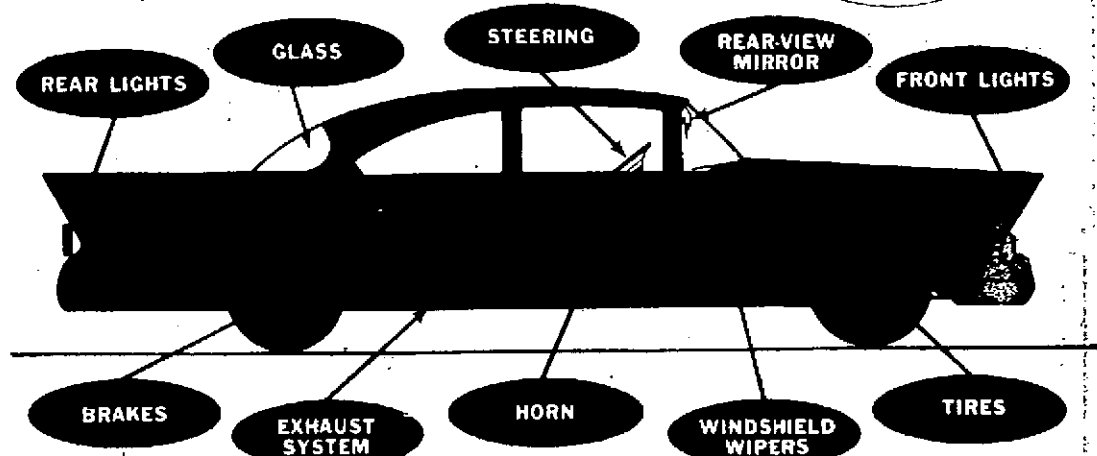 REAR LIGHTS
GLASS
STEERING
REAR-VIEW
MIRROR
FRONT LIGHTS
BRAKES
EXHAUST
SYSTEM
HORN
WINDSHIELD
WIPERS
TIRES